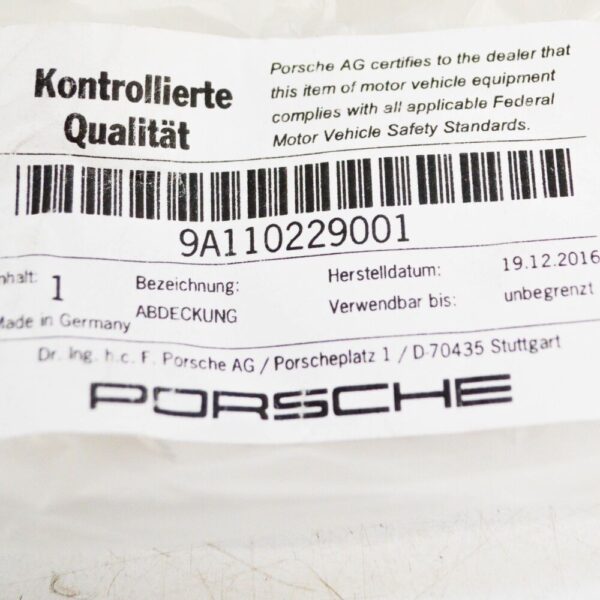 Kontrollierte
Qualität
Porsche AG certifies to the dealer that
this item of motor vehicle equipment
complies with all applicable Federal
Motor Vehicle Safety Standards.
9A110229001
nhalt: 1
Bezeichnung:
ABDECKUNG
Herstelldatum: 19.12.2016
Verwendbar bis: unbegrenzt
Made in Germany
Dr. Ing. h.c. F. Porsche AG / Porscheplatz 1 / D-70435 Stuttgart
PORSCHE